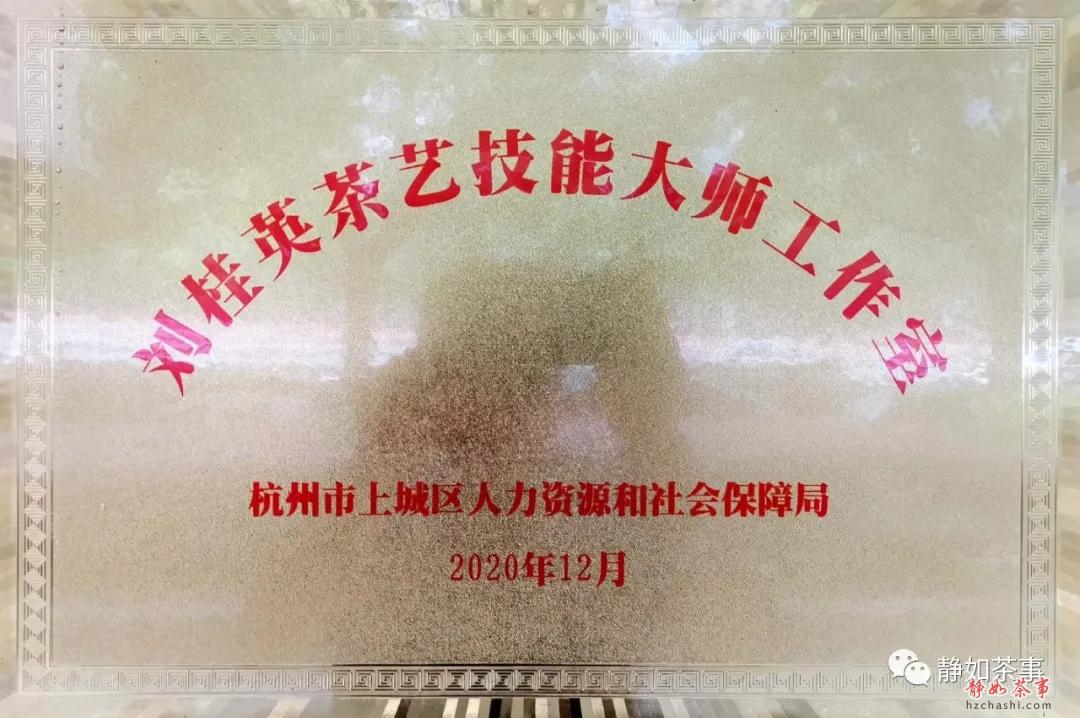 刘桂英茶艺技能大师工作室
杭州市上城区人力资源和社会保障局
2020年12月
静如茶事
静如茶事
hzchashi.com